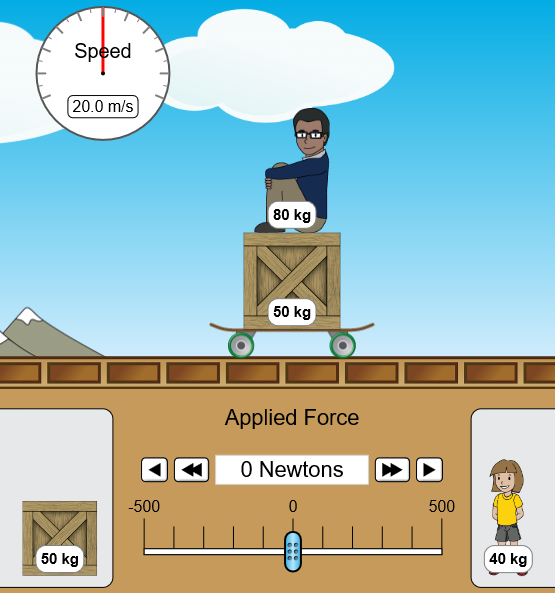 Speed
20.0 m/s
80 kg
50 kg
Applied Force
0 Newtons
-500 0 500
50 kg
40 kg